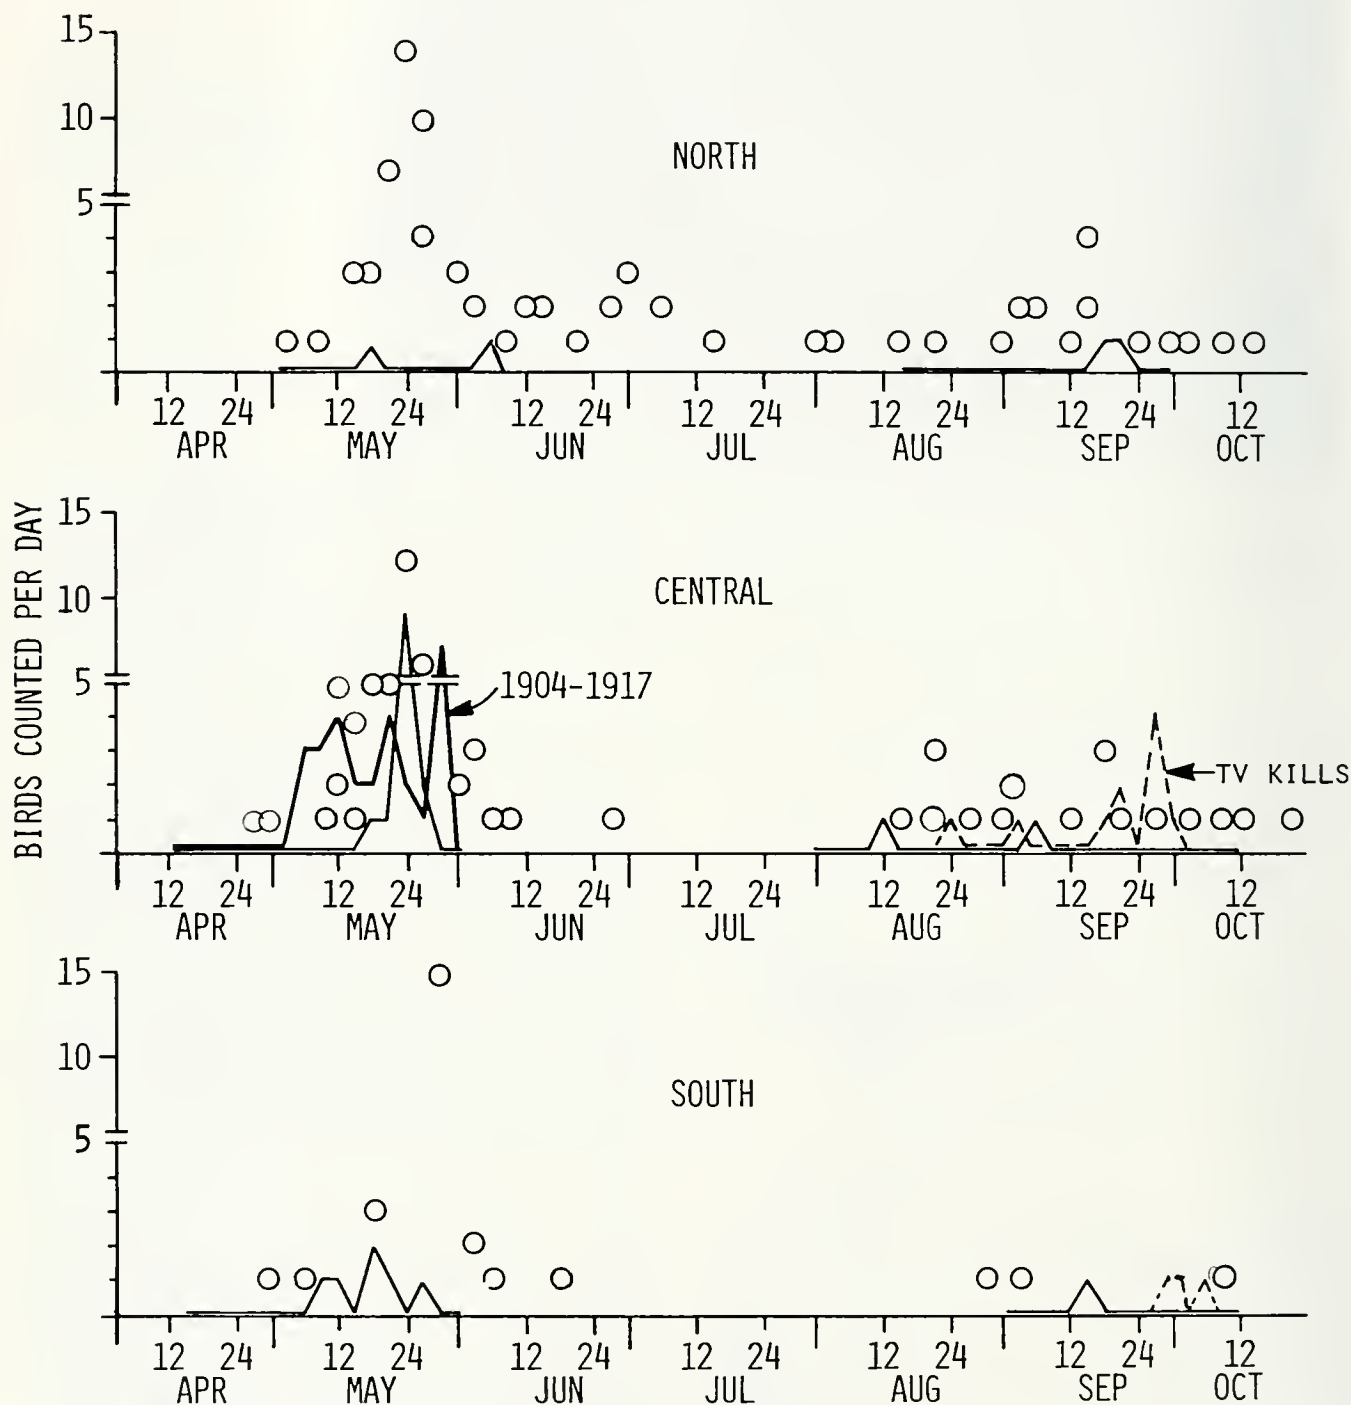 15
10
NORTH
5
12 24 12 24 12 24 12 24 12 24 12 24 12
APR MAY JUN JUL AUG SEP OCT
BIRDS COUNTED PER DAY
15
CENTRAL
10
5
1904-1917
TV KILLS
12 24 12 24 12 24 12 24 12 24 12 24 12
APR MAY JUN JUL AUG SEP OCT
15
10
SOUTH
5
12 24 12 24 12 24 12 24 12 24 12 24 12
APR MAY JUN JUL AUG SEP OCT